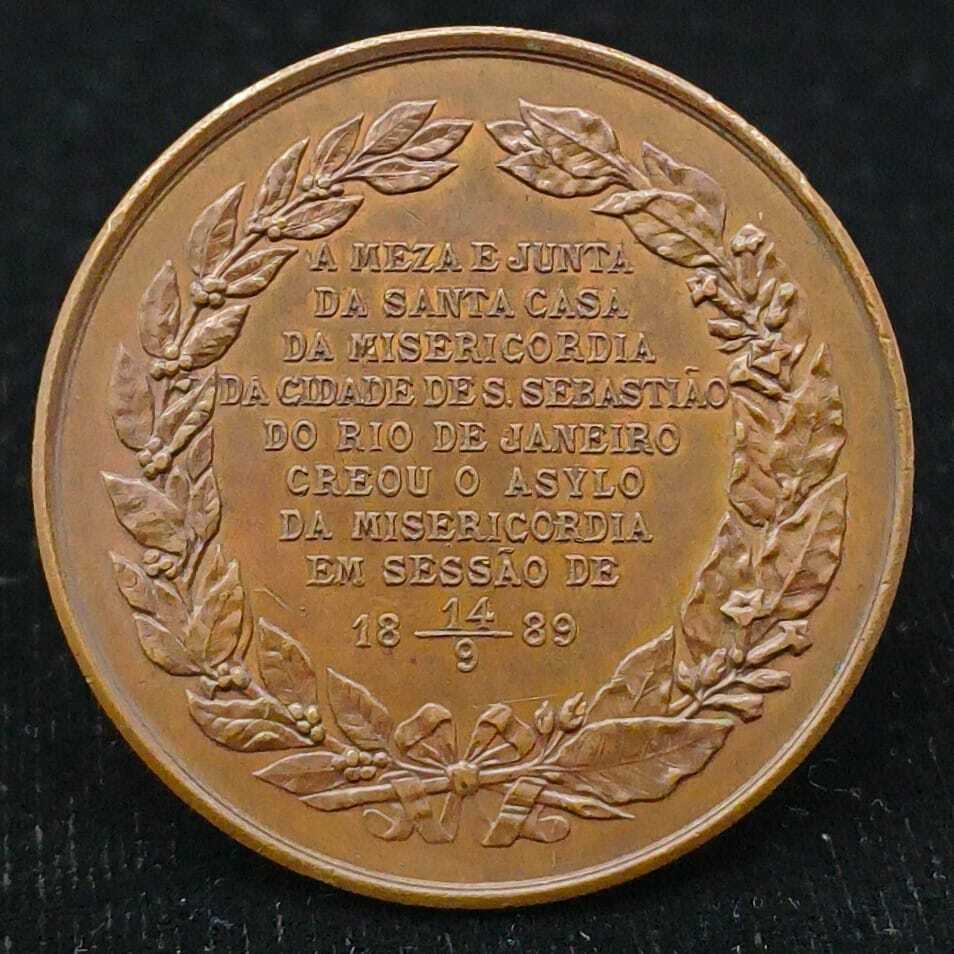 A MEZA E JUNTA
DA SANTA CASA
DA MISERICORDIA
DA CIDADE DE S. SEBASTIÃO
DO RIO DE JANEIRO
CREOU O ASYLO
DA MISERICORDIA
EM SESSÃO DE
18 14/9 89